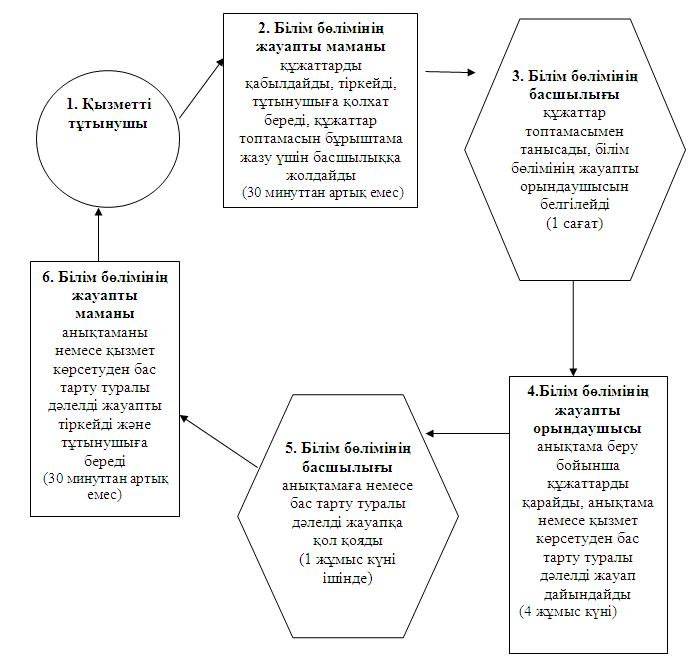 1. Қызметті
тұтынушы
2. Білім бөлімінің
жауапты маманы
құжаттарды
қабылдайды, тіркейді,
тұтынушыға қолхат
береді, құжаттар
топтамасын бұрыштама
жазу үшін басшылыққа
жолдайды
(30 минуттан артық емес)
3. Білім бөлімінің
басшылығы
құжаттар
топтамасымен
танысады, білім
бөлімінің жауапты
орындаушысын
белгілейді
(1 сағат)
4.Білім бөлімінің
жауапты
орындаушысы
анықтама беру
бойынша
құжаттарды
қарайды, анықтама
немесе қызмет
көрсетуден бас
тарту туралы
дәлелді жауап
дайындайды
(4 жұмыс күні)
5. Білім бөлімінің
басшылығы
анықтамаға немесе
бас тарту туралы
дәлелді жауапқа
қол қояды
(1 жұмыс күні
ішінде)
6. Білім бөлімінің
жауапты
маманы
анықтаманы
немесе қызмет
көрсетуден бас
тарту туралы
дәлелді жауапты
тіркейді және
тұтынушыға
береді
(30 минуттан артық
емес)